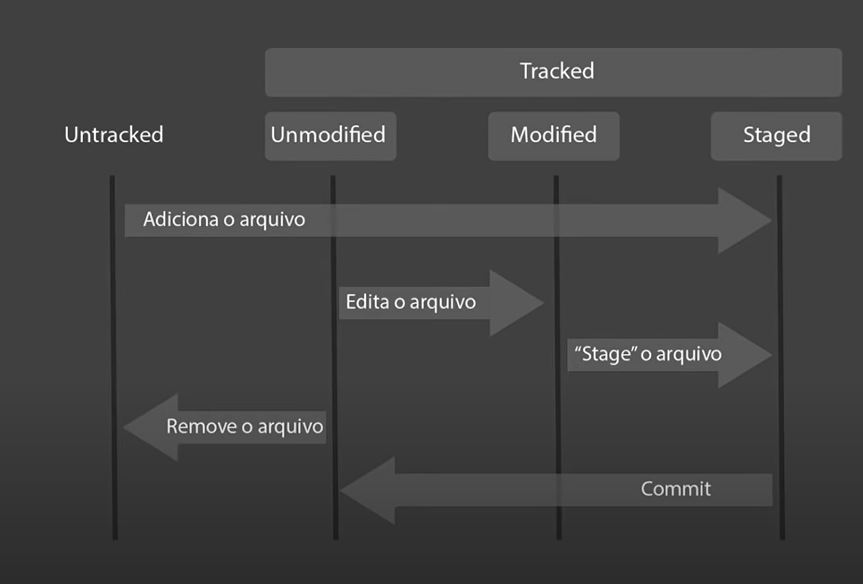 Tracked
Untracked
Unmodified
Modified
Staged
Adiciona o arquivo
Edita o arquivo
“Stage” o arquivo
Remove o arquivo
Commit